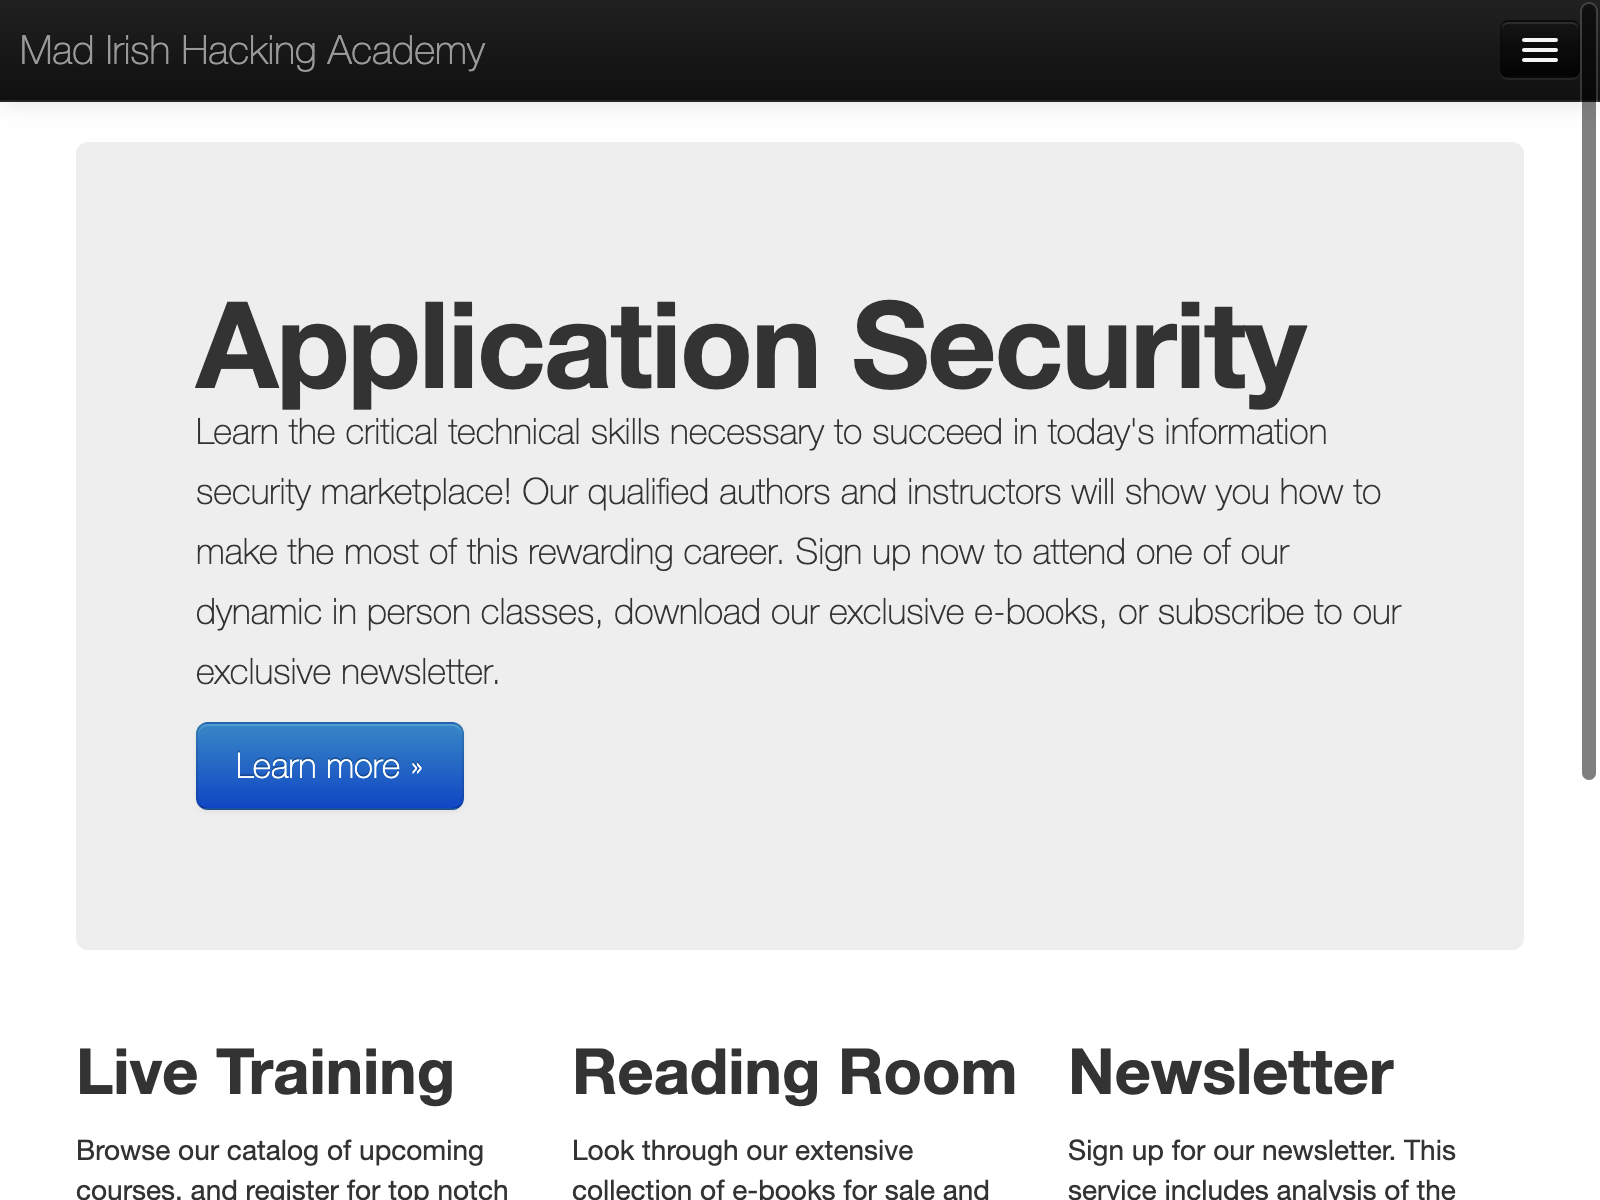 Mad Irish Hacking Academy
Application Security
Learn the critical technical skills necessary to succeed in today's information
security marketplace! Our qualified authors and instructors will show you how to
make the most of this rewarding career. Sign up now to attend one of our
dynamic in person classes, download our exclusive e-books, or subscribe to our
exclusive newsletter.
Learn more »
Live Training
Browse our catalog of upcoming
courses, and register for top notch
Reading Room
Look through our extensive
collection of e-books for sale and
Newsletter
Sign up for our newsletter. This
service includes analysis of the